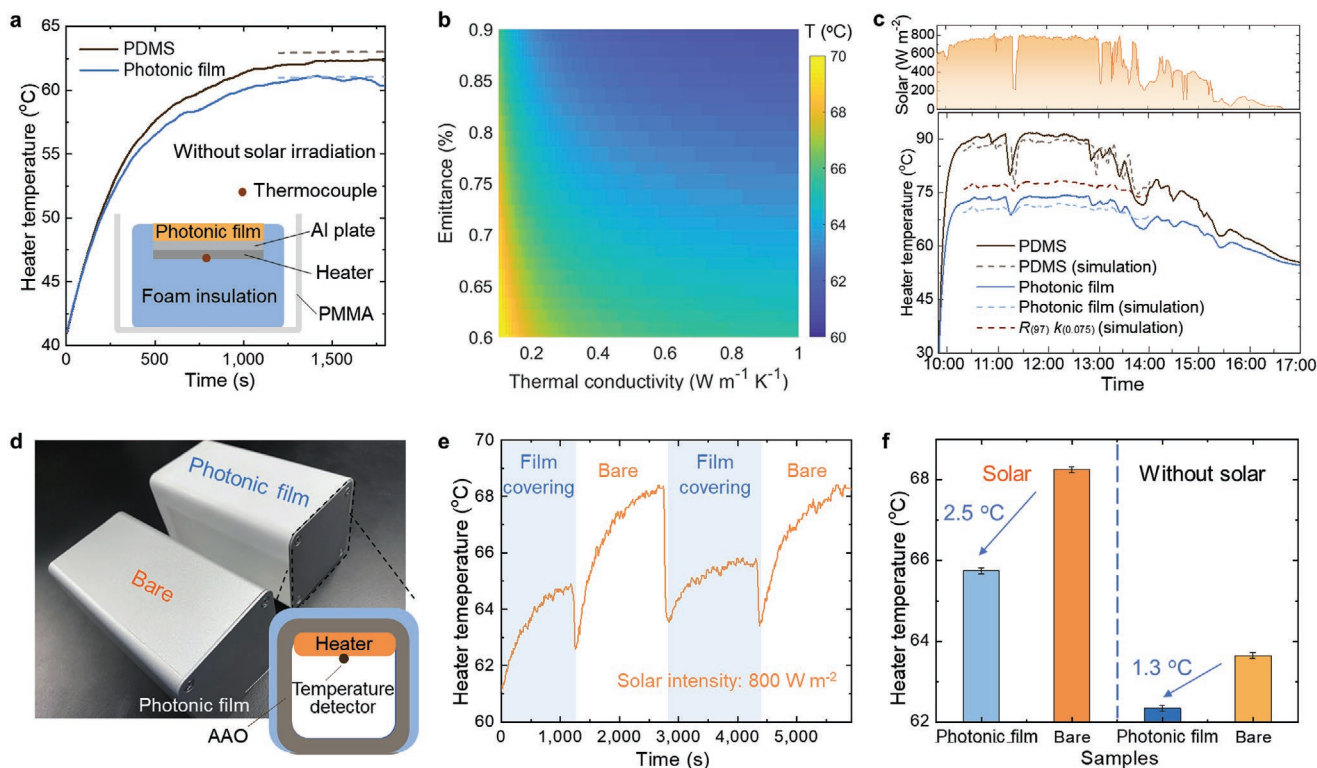 a
65
60
55
50
45
40
0
500
1,000
1,500
Heater temperature (°C)
Time (s)
PDMS
Photonic film
Without solar irradiation
Thermocouple
Photonic film
Al plate
Heater
Foam insulation
PMMA
b
0.9
0.85
0.8
0.75
0.7
0.65
0.6
0.2
0.4
0.6
0.8
1
Emittance (%)
Thermal conductivity (W m⁻¹ K⁻¹)
T (°C)
70
68
66
64
62
60
c
800
600
400
200
0
Solar (W m⁻²)
90
75
60
45
30
Heater temperature (°C)
PDMS
PDMS (simulation)
Photonic film
Photonic film (simulation)
R(97) k(0.075) (simulation)
10:00
11:00
12:00
13:00
14:00
15:00
16:00
17:00
Time
d
Photonic film
Bare
Heater
Temperature
detector
Photonic film
AAO
e
70
68
66
64
62
60
Heater temeperature (°C)
Film
covering
Bare
Film
covering
Bare
Solar intensity: 800 W m⁻²
0
1,000
2,000
3,000
4,000
5,000
Time (s)
f
68
66
64
62
Heater temperature (°C)
Solar
Without solar
2.5 °C
1.3 °C
Photonic film
Bare
Photonic film
Bare
Samples